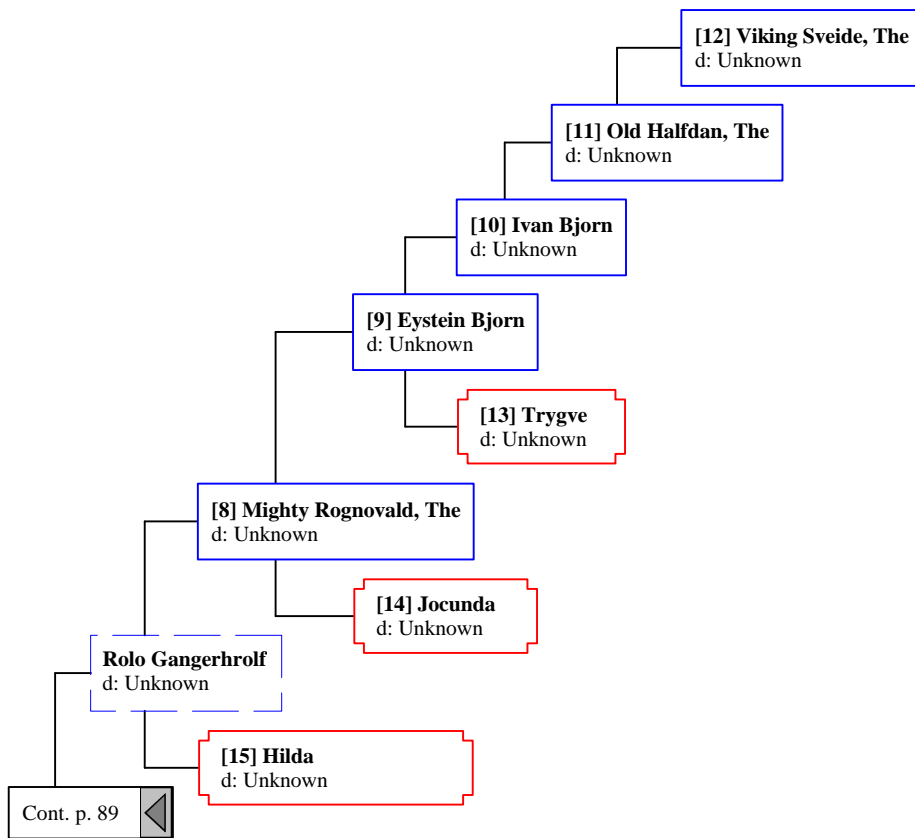 [12] Viking Sveide, The
d: Unknown
[11] Old Halfdan, The
d: Unknown
[10] Ivan Bjorn
d: Unknown
[9] Eystein Bjorn
d: Unknown
[13] Trygve
d: Unknown
[8] Mighty Rognovald, The
d: Unknown
[14] Jocunda
d: Unknown
Rolo Gangerhrolf
d: Unknown
[15] Hilda
d: Unknown
Cont. p. 89